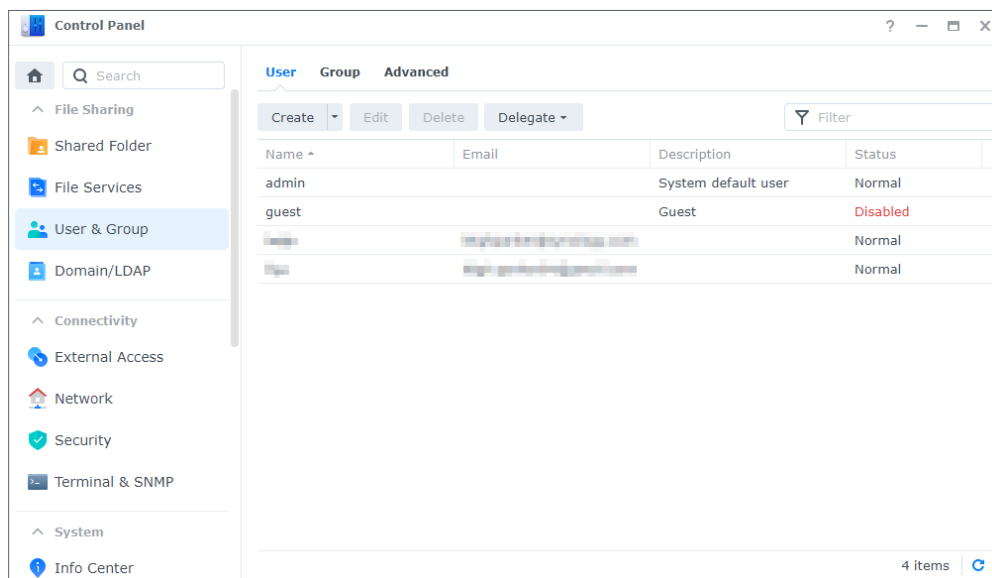 Control Panel
Search
File Sharing
Shared Folder
File Services
User & Group
Domain/LDAP
Connectivity
External Access
Network
Security
Terminal & SNMP
System
Info Center
User Group Advanced
Create Edit Delete Delegate Filter
Name Email Description Status
admin System default user Normal
guest Guest Disabled
Normal
Normal
4 items